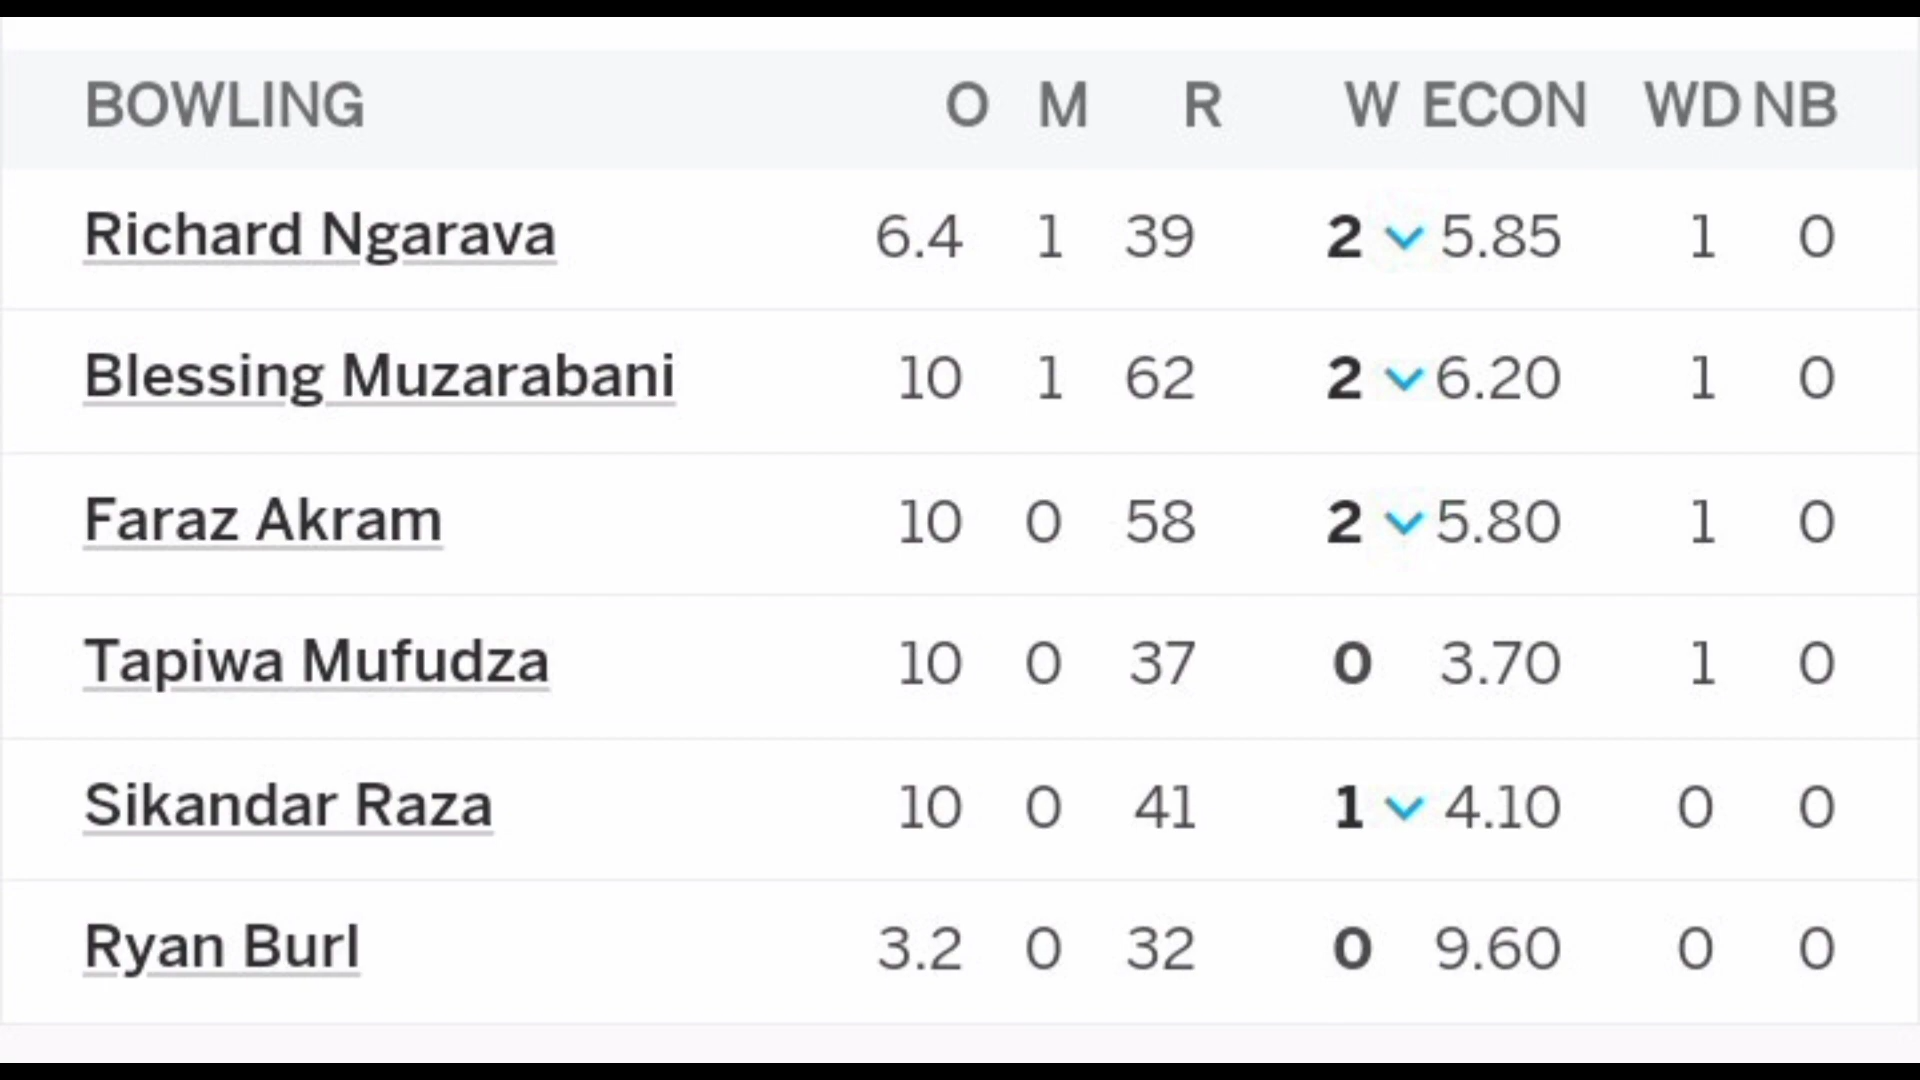 BOWLING O M R W ECON WD NB
Richard Ngarava 6.4 1 39 2 5.85 1 0
Blessing Muzarabani 10 1 62 2 6.20 1 0
Faraz Akram 10 0 58 2 5.80 1 0
Tapiwa Mufudza 10 0 37 0 3.70 1 0
Sikandar Raza 10 0 41 1 4.10 0 0
Ryan Burl 3.2 0 32 0 9.60 0 0